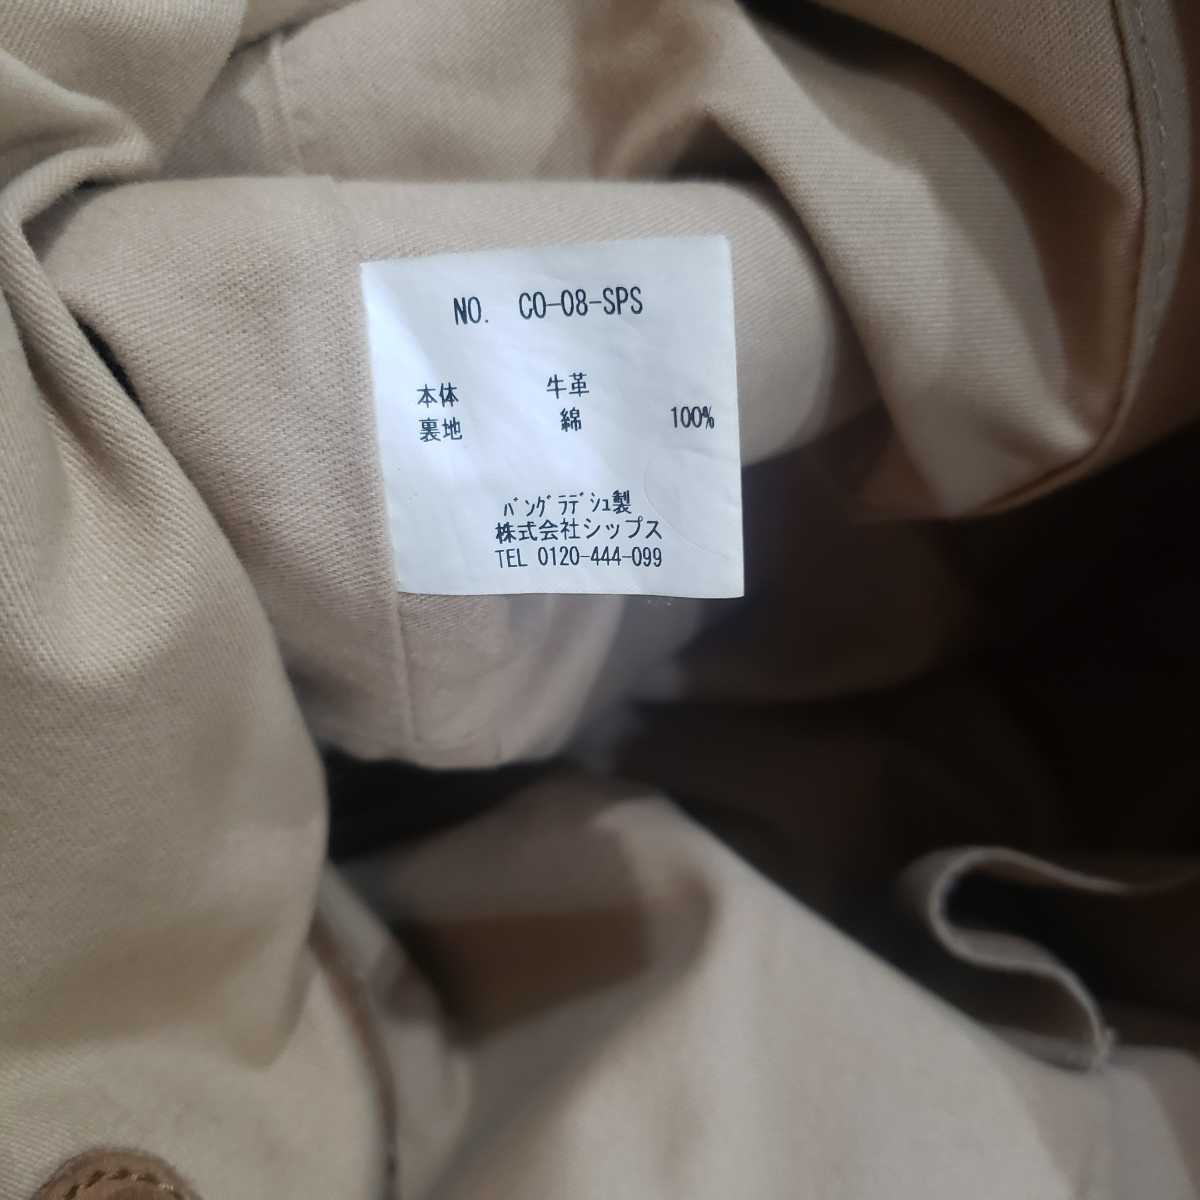 NO. CO-08-SPS
本体 牛革
裏地 綿 100%
ﾊﾞﾝｸﾞﾗﾃﾞｼｭ製
株式会社シップス
TEL 0120-444-099